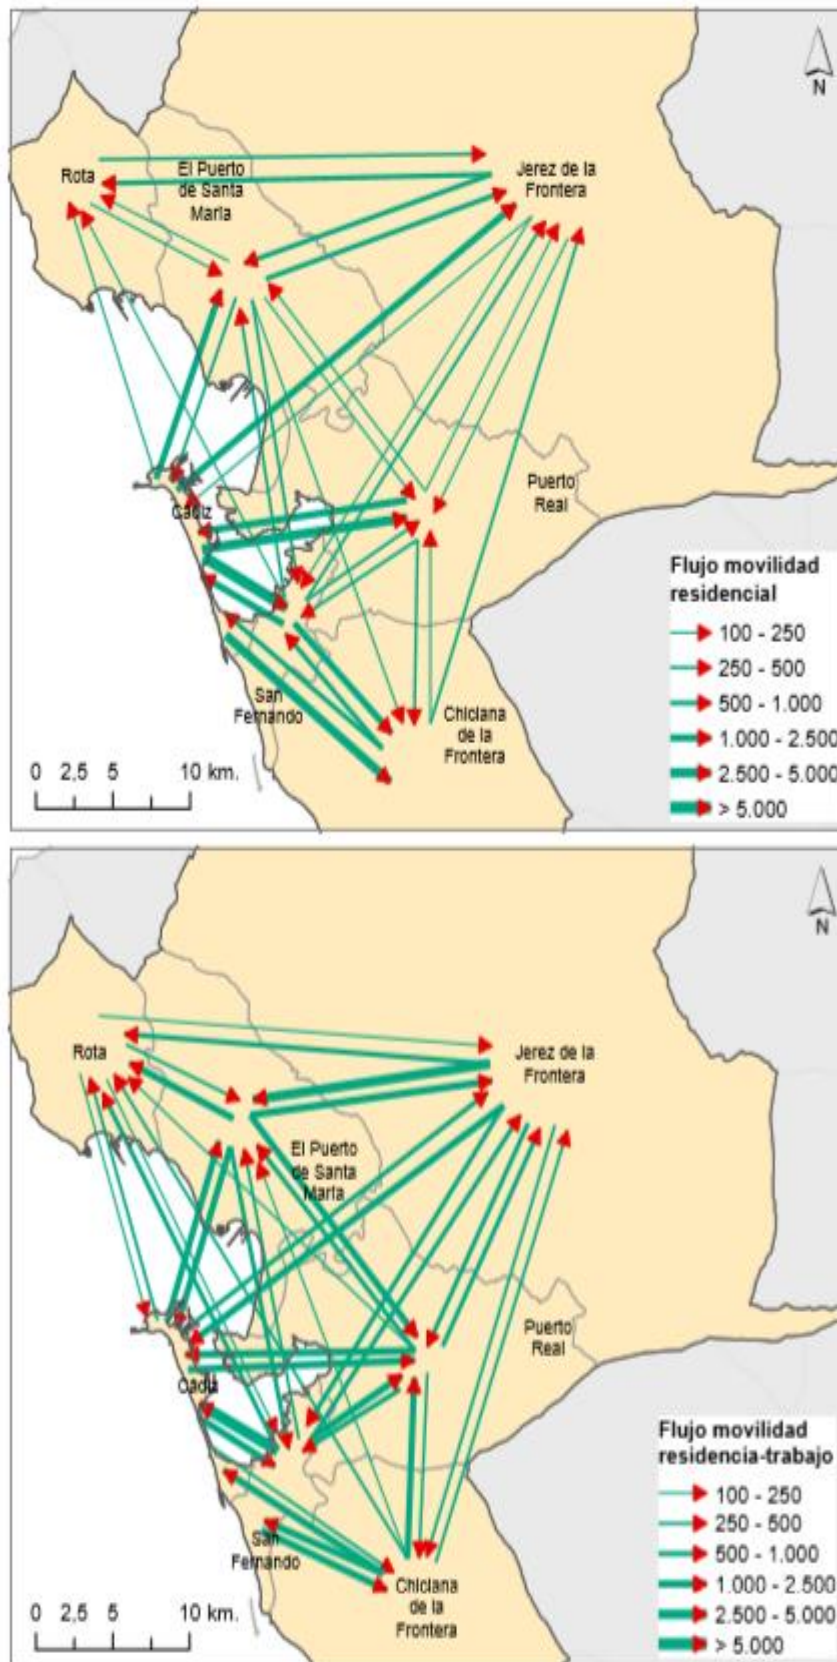 N
Rota
El Puerto
de Santa
María
Jerez de la
Frontera
Cádiz
Puerto
Real
San
Fernando
Chiclana
de la
Frontera
0 2,5 5 10 km.
Flujo movilidad
residencial
100 - 250
250 - 500
500 - 1.000
1.000 - 2.500
2.500 - 5.000
> 5.000
N
Rota
Jerez de la
Frontera
El Puerto
de Santa
María
Puerto
Real
Cádiz
San
Fernando
Chiclana
de la
Frontera
0 2,5 5 10 km.
Flujo movilidad
residencia-trabajo
100 - 250
250 - 500
500 - 1.000
1.000 - 2.500
2.500 - 5.000
> 5.000